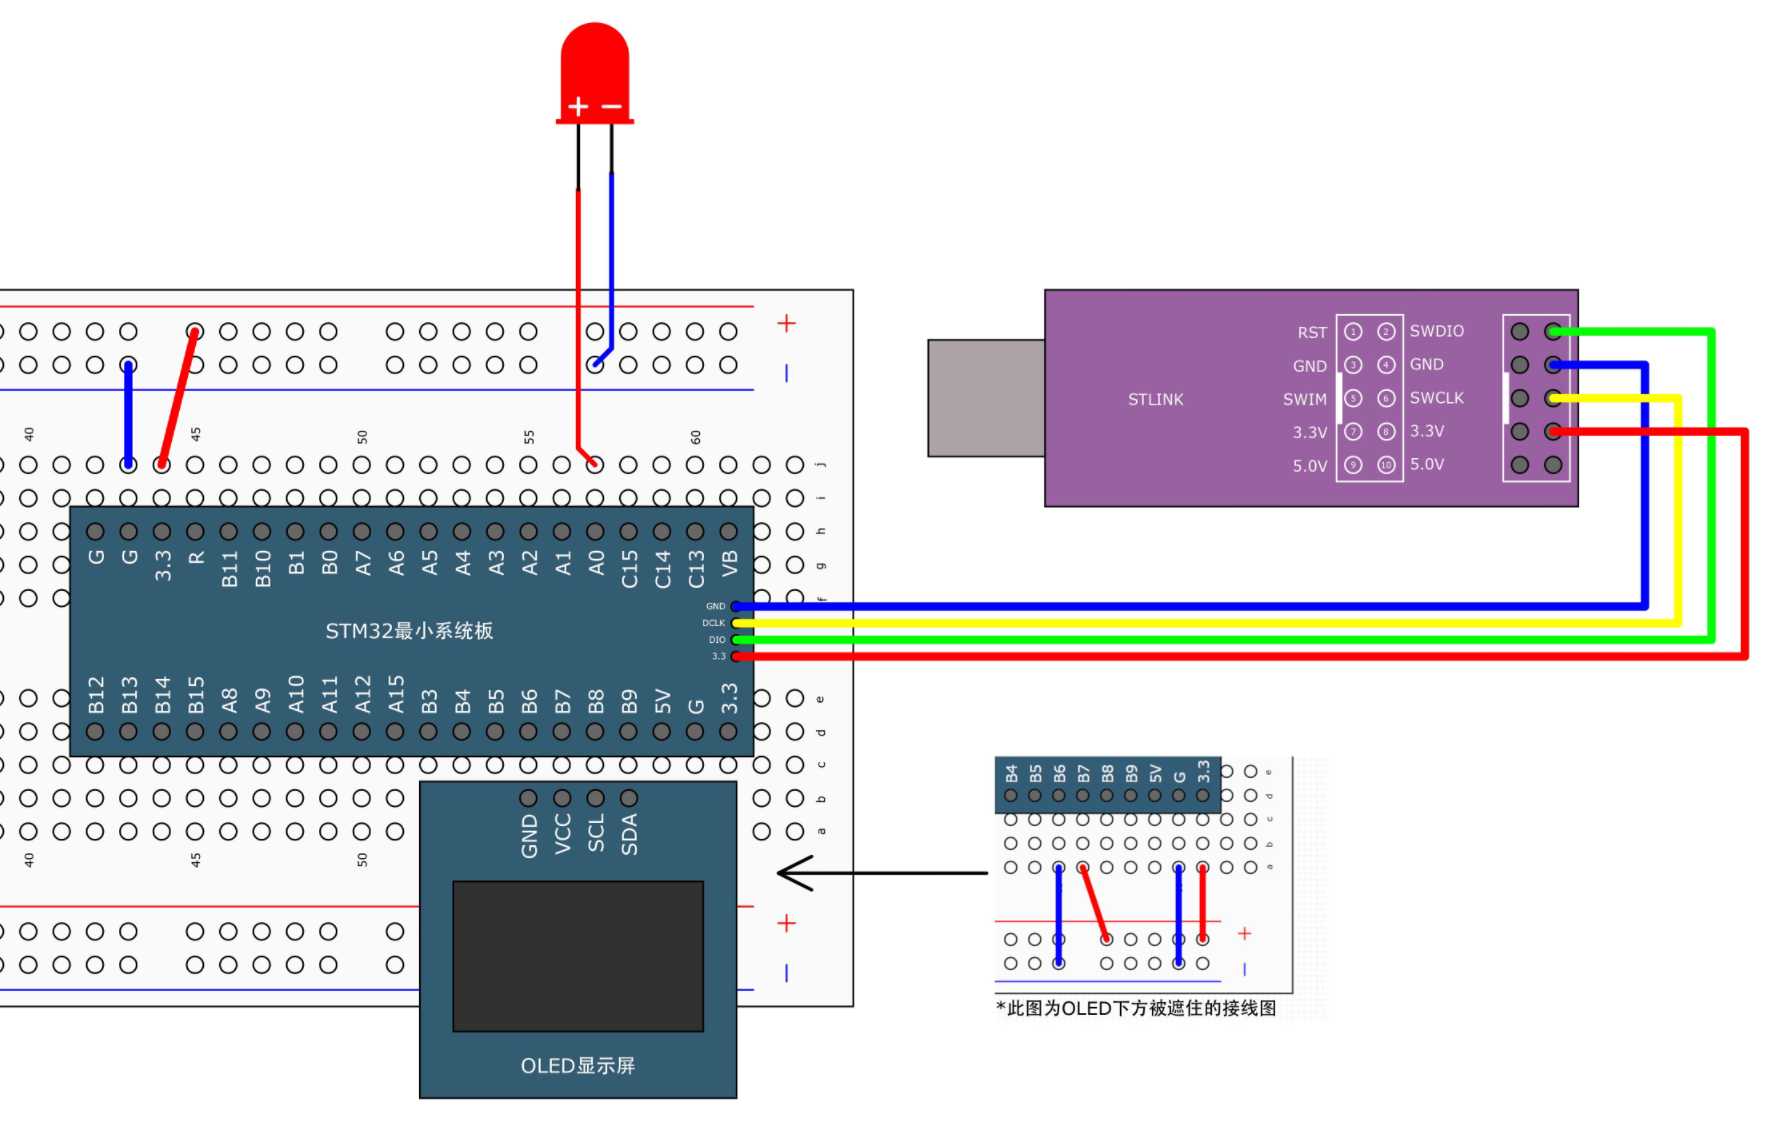 + −
+
−
40 45 50 55 60
j
i
h
g
f
G G 3.3 R B11 B10 B1 B0 A7 A6 A5 A4 A3 A2 A1 A0 C15 C14 C13 VB
STM32最小系统板
GND
DCLK
DIO
3.3
B12 B13 B14 B15 A8 A9 A10 A11 A12 A15 B3 B4 B5 B6 B7 B8 B9 5V G 3.3
e
d
c
b
a
40 45 50
GND VCC SCL SDA
+
−
OLED显示屏
STLINK
RST 1 2 SWDIO
GND 3 4 GND
SWIM 5 6 SWCLK
3.3V 7 8 3.3V
5.0V 9 10 5.0V
B4 B5 B6 B7 B8 B9 5V G 3.3
e
d
c
b
a
+
−
*此图为OLED下方被遮住的接线图